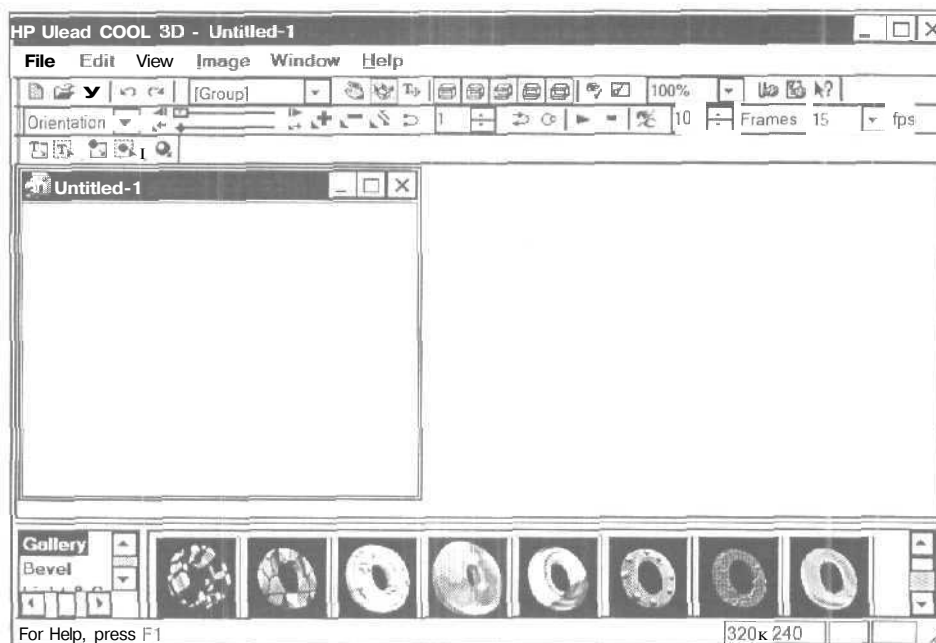 HP Ulead COOL 3D - Untitled-1
File Edit View Image Window Help
[Group] 100%
Orientation 1 10 Frames 15 fps
Untitled-1
Gallery
Bevel
For Help, press F1 320 к 240